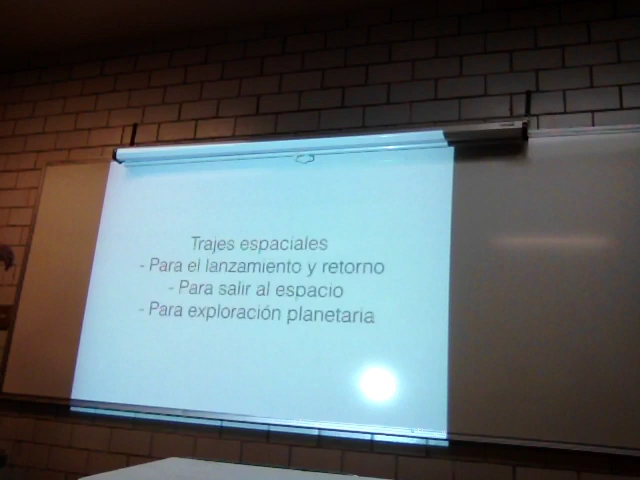 Trajes espaciales
- Para el lanzamiento y retorno
- Para salir al espacio
- Para exploración planetaria